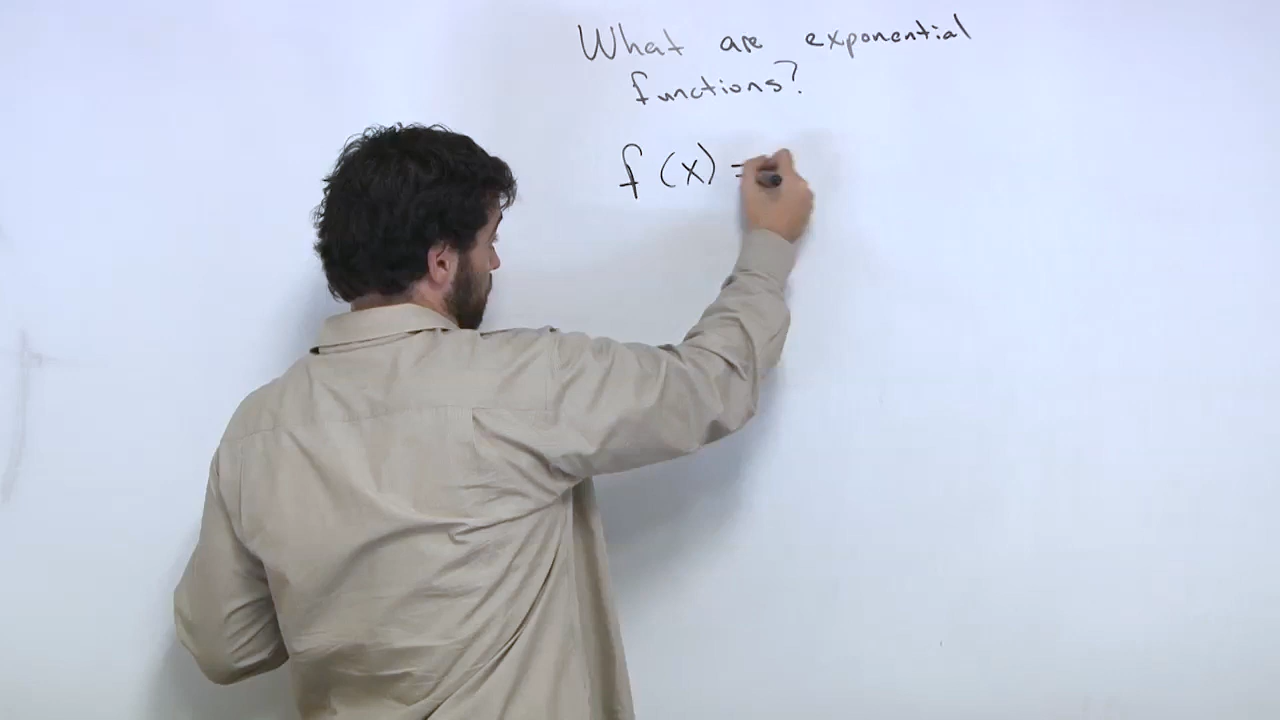 What are exponential
functions?
f(x) =